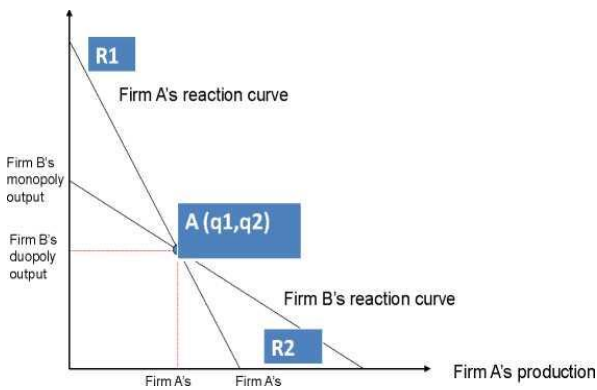 R1
Firm A's reaction curve
Firm B's
monopoly
output
A (q1,q2)
Firm B's
duopoly
output
Firm B's reaction curve
R2
Firm A's production
Firm A's
Firm A's